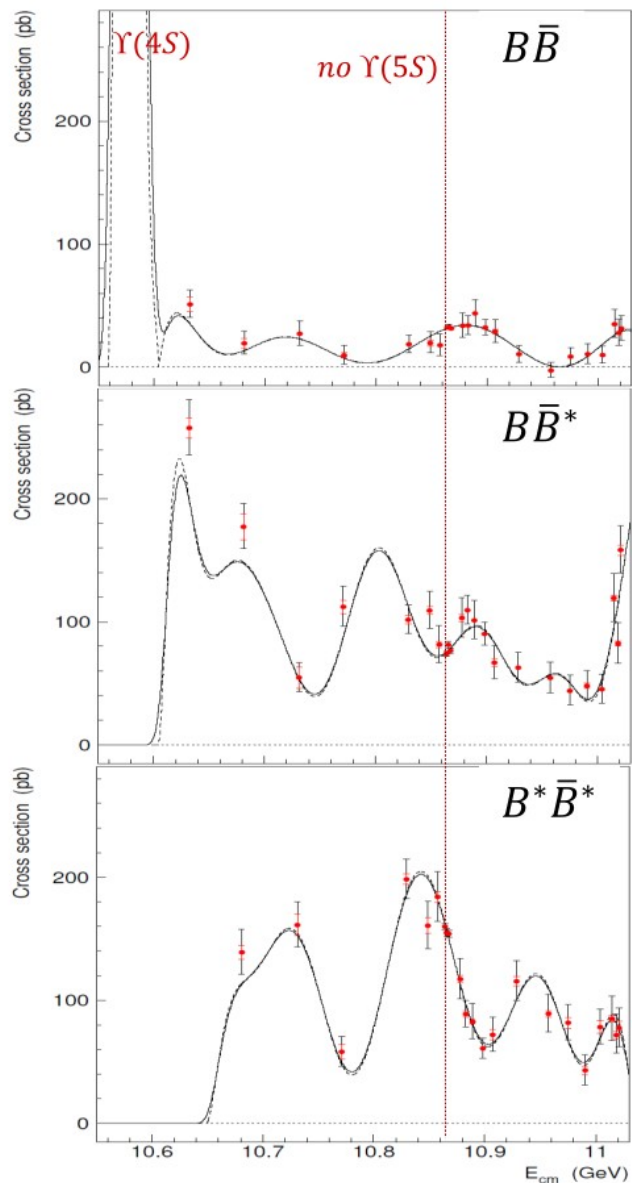 Cross section (pb)
ϒ(4S)
no ϒ(5S)
BB̄
200
100
0
Cross section (pb)
BB̄*
200
100
0
Cross section (pb)
B*B̄*
200
100
0
10.6 10.7 10.8 10.9 11
E_cm (GeV)